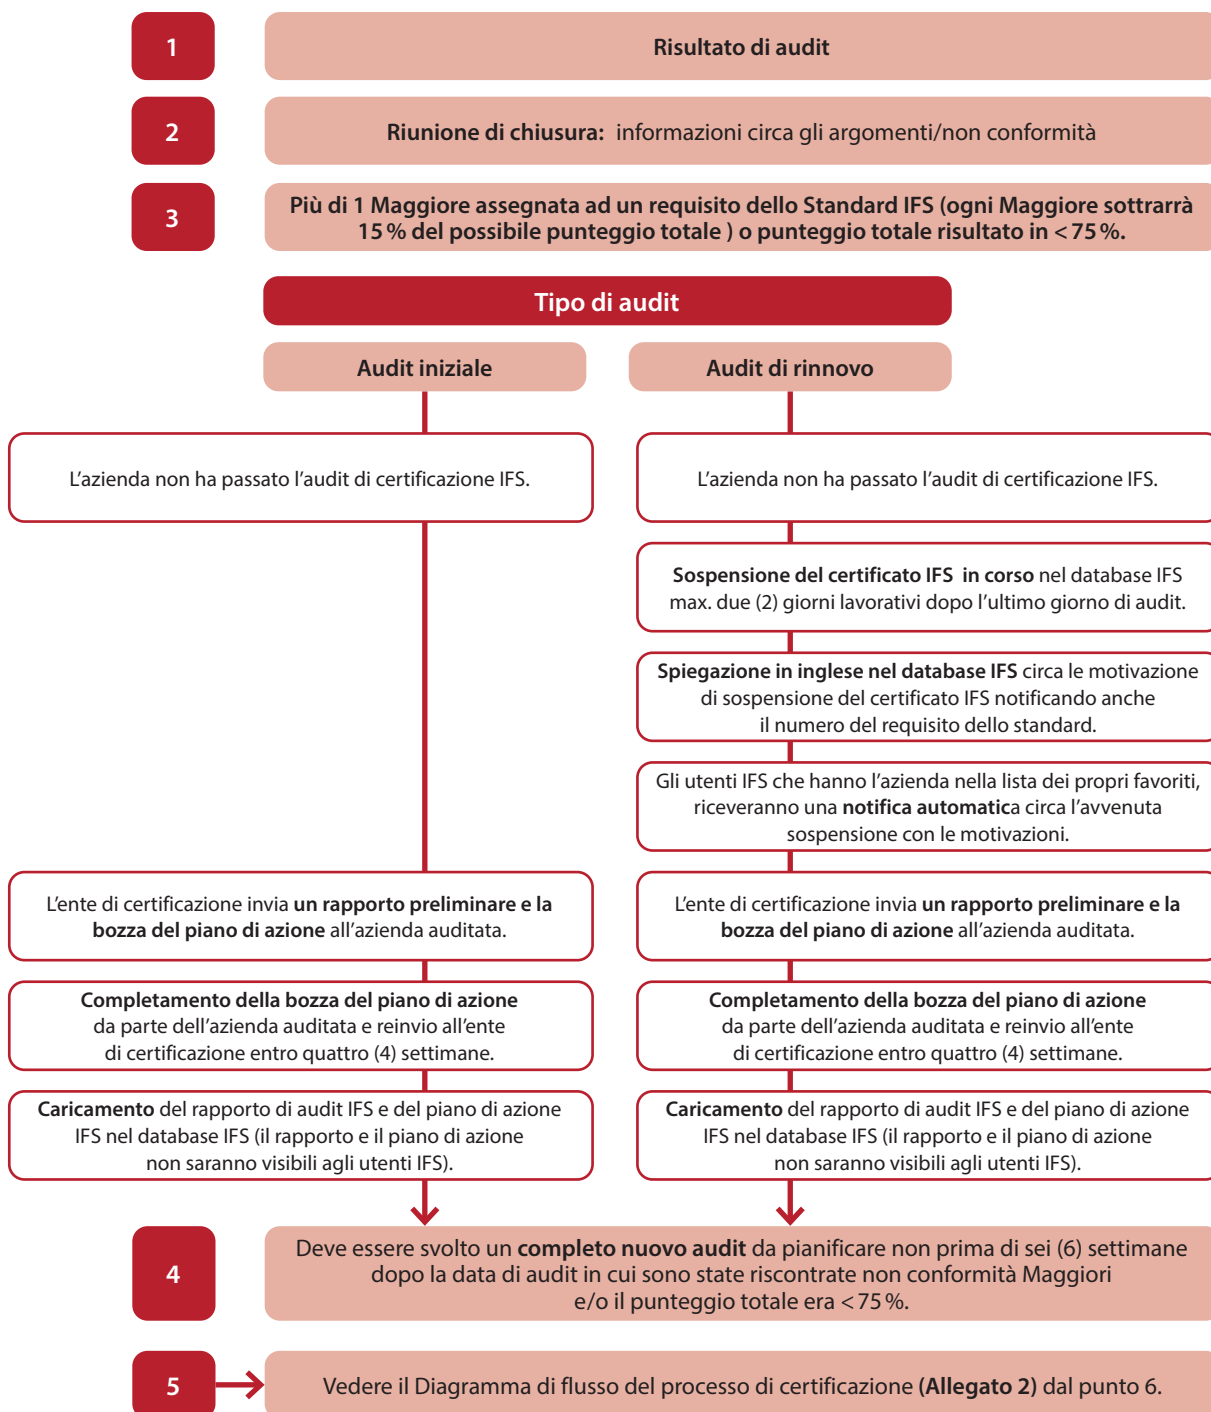 1
Risultato di audit
2
Riunione di chiusura: informazioni circa gli argomenti/non conformità
3
Più di 1 Maggiore assegnata ad un requisito dello Standard IFS (ogni Maggiore sottrarrà
15 % del possibile punteggio totale ) o punteggio totale risultato in < 75 %.
Tipo di audit
Audit iniziale
Audit di rinnovo
L'azienda non ha passato l'audit di certificazione IFS.
L'azienda non ha passato l'audit di certificazione IFS.
Sospensione del certificato IFS in corso nel database IFS
max. due (2) giorni lavorativi dopo l'ultimo giorno di audit.
Spiegazione in inglese nel database IFS circa le motivazione
di sospensione del certificato IFS notificando anche
il numero del requisito dello standard.
Gli utenti IFS che hanno l'azienda nella lista dei propri favoriti,
riceveranno una notifica automatica circa l'avvenuta
sospensione con le motivazioni.
L'ente di certificazione invia un rapporto preliminare e la
bozza del piano di azione all'azienda auditata.
L'ente di certificazione invia un rapporto preliminare e la
bozza del piano di azione all'azienda auditata.
Completamento della bozza del piano di azione
da parte dell'azienda auditata e reinvio all'ente
di certificazione entro quattro (4) settimane.
Completamento della bozza del piano di azione
da parte dell'azienda auditata e reinvio all'ente
di certificazione entro quattro (4) settimane.
Caricamento del rapporto di audit IFS e del piano di azione
IFS nel database IFS (il rapporto e il piano di azione
non saranno visibili agli utenti IFS).
Caricamento del rapporto di audit IFS e del piano di azione
IFS nel database IFS (il rapporto e il piano di azione
non saranno visibili agli utenti IFS).
4
Deve essere svolto un completo nuovo audit da pianificare non prima di sei (6) settimane
dopo la data di audit in cui sono state riscontrate non conformità Maggiori
e/o il punteggio totale era < 75 %.
5
Vedere il Diagramma di flusso del processo di certificazione (Allegato 2) dal punto 6.